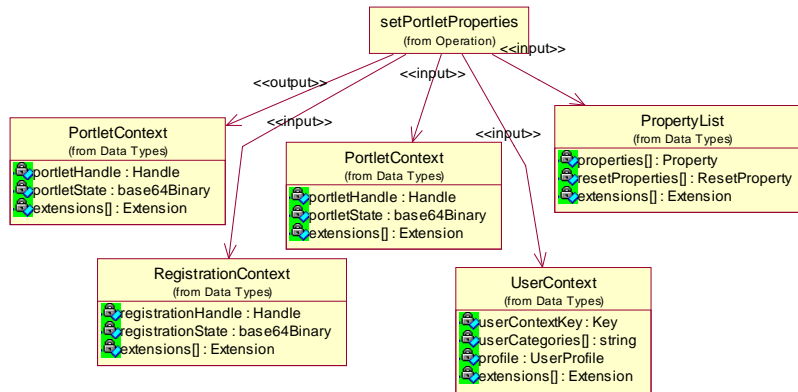 setPortletProperties
(from Operation)
<<input>>
<<output>>
<<input>>
<<input>>
<<input>>
PortletContext
(from Data Types)
portletHandle : Handle
portletState : base64Binary
extensions[] : Extension
PortletContext
(from Data Types)
portletHandle : Handle
portletState : base64Binary
extensions[] : Extension
PropertyList
(from Data Types)
properties[] : Property
resetProperties[] : ResetProperty
extensions[] : Extension
RegistrationContext
(from Data Types)
registrationHandle : Handle
registrationState : base64Binary
extensions[] : Extension
UserContext
(from Data Types)
userContextKey : Key
userCategories[] : string
profile : UserProfile
extensions[] : Extension